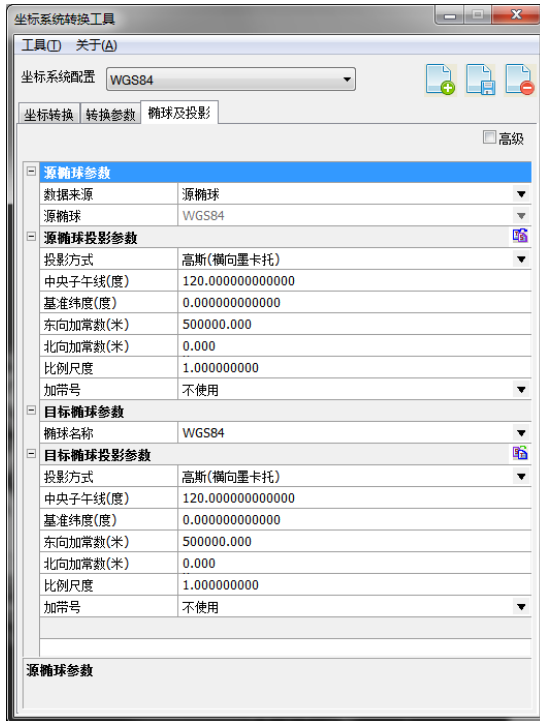 坐标系统转换工具
工具(T) 关于(A)
坐标系统配置 WGS84
坐标转换 转换参数 椭球及投影
高级
源椭球参数
数据来源 源椭球
源椭球 WGS84
源椭球投影参数
投影方式 高斯(横向墨卡托)
中央子午线(度) 120.000000000000
基准纬度(度) 0.000000000000
东向加常数(米) 500000.000
北向加常数(米) 0.000
比例尺度 1.000000000
加带号 不使用
目标椭球参数
椭球名称 WGS84
目标椭球投影参数
投影方式 高斯(横向墨卡托)
中央子午线(度) 120.000000000000
基准纬度(度) 0.000000000000
东向加常数(米) 500000.000
北向加常数(米) 0.000
比例尺度 1.000000000
加带号 不使用
源椭球参数